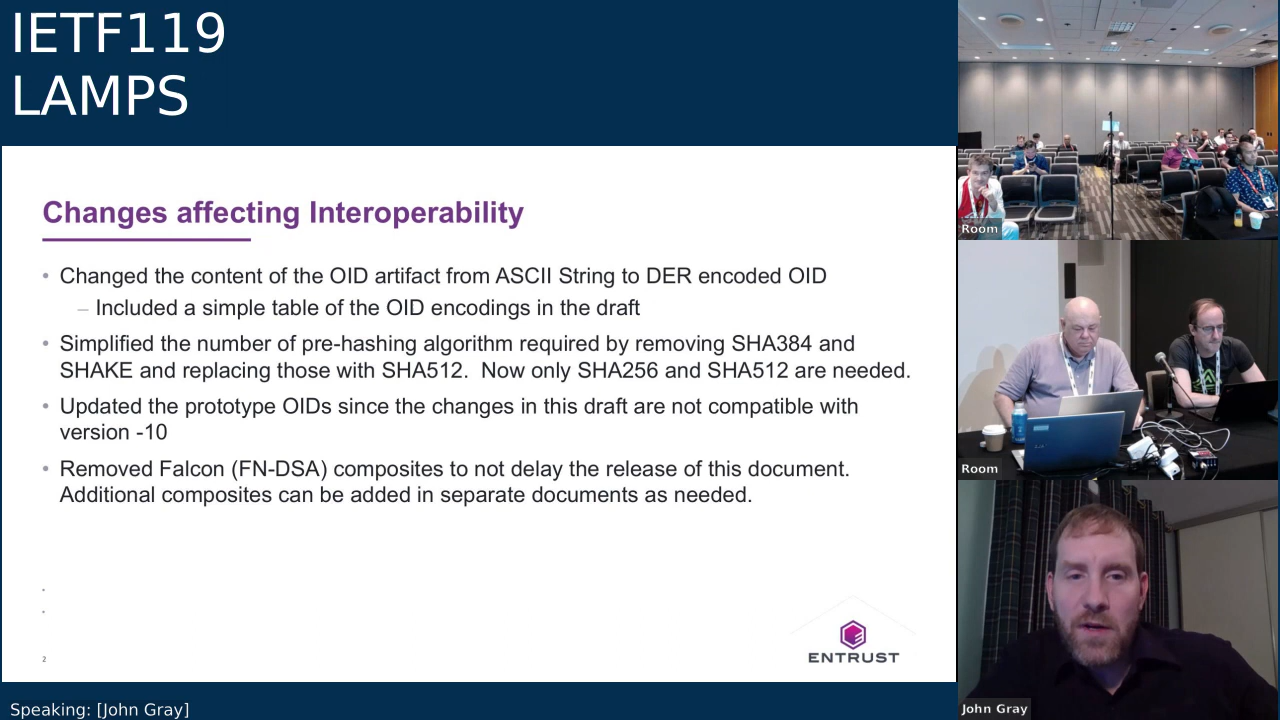 IETF119
LAMPS
Changes affecting Interoperability
• Changed the content of the OID artifact from ASCII String to DER encoded OID
– Included a simple table of the OID encodings in the draft
• Simplified the number of pre-hashing algorithm required by removing SHA384 and
SHAKE and replacing those with SHA512.  Now only SHA256 and SHA512 are needed.
• Updated the prototype OIDs since the changes in this draft are not compatible with
version -10
• Removed Falcon (FN-DSA) composites to not delay the release of this document.
Additional composites can be added in separate documents as needed.
2
ENTRUST
Speaking: [John Gray]
Room
Room
John Gray